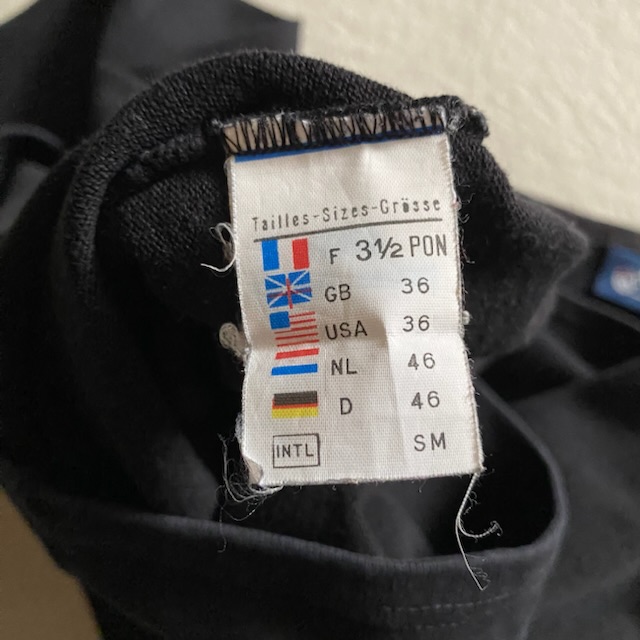 Tailles-Sizes-Grösse
F 3½ PON
GB 36
USA 36
NL 46
D 46
INTL SM